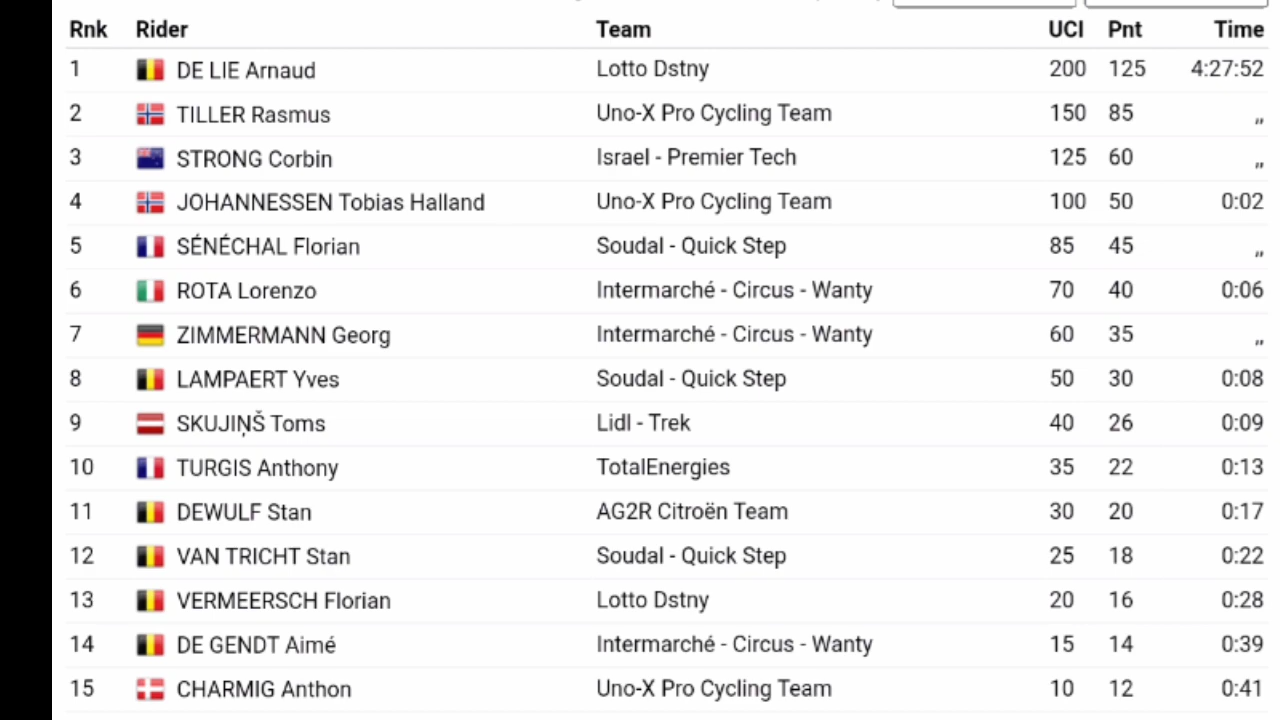 Rnk Rider Team UCI Pnt Time
1 DE LIE Arnaud Lotto Dstny 200 125 4:27:52
2 TILLER Rasmus Uno-X Pro Cycling Team 150 85 ,,
3 STRONG Corbin Israel - Premier Tech 125 60 ,,
4 JOHANNESSEN Tobias Halland Uno-X Pro Cycling Team 100 50 0:02
5 SÉNÉCHAL Florian Soudal - Quick Step 85 45 ,,
6 ROTA Lorenzo Intermarché - Circus - Wanty 70 40 0:06
7 ZIMMERMANN Georg Intermarché - Circus - Wanty 60 35 ,,
8 LAMPAERT Yves Soudal - Quick Step 50 30 0:08
9 SKUJIŅŠ Toms Lidl - Trek 40 26 0:09
10 TURGIS Anthony TotalEnergies 35 22 0:13
11 DEWULF Stan AG2R Citroën Team 30 20 0:17
12 VAN TRICHT Stan Soudal - Quick Step 25 18 0:22
13 VERMEERSCH Florian Lotto Dstny 20 16 0:28
14 DE GENDT Aimé Intermarché - Circus - Wanty 15 14 0:39
15 CHARMIG Anthon Uno-X Pro Cycling Team 10 12 0:41